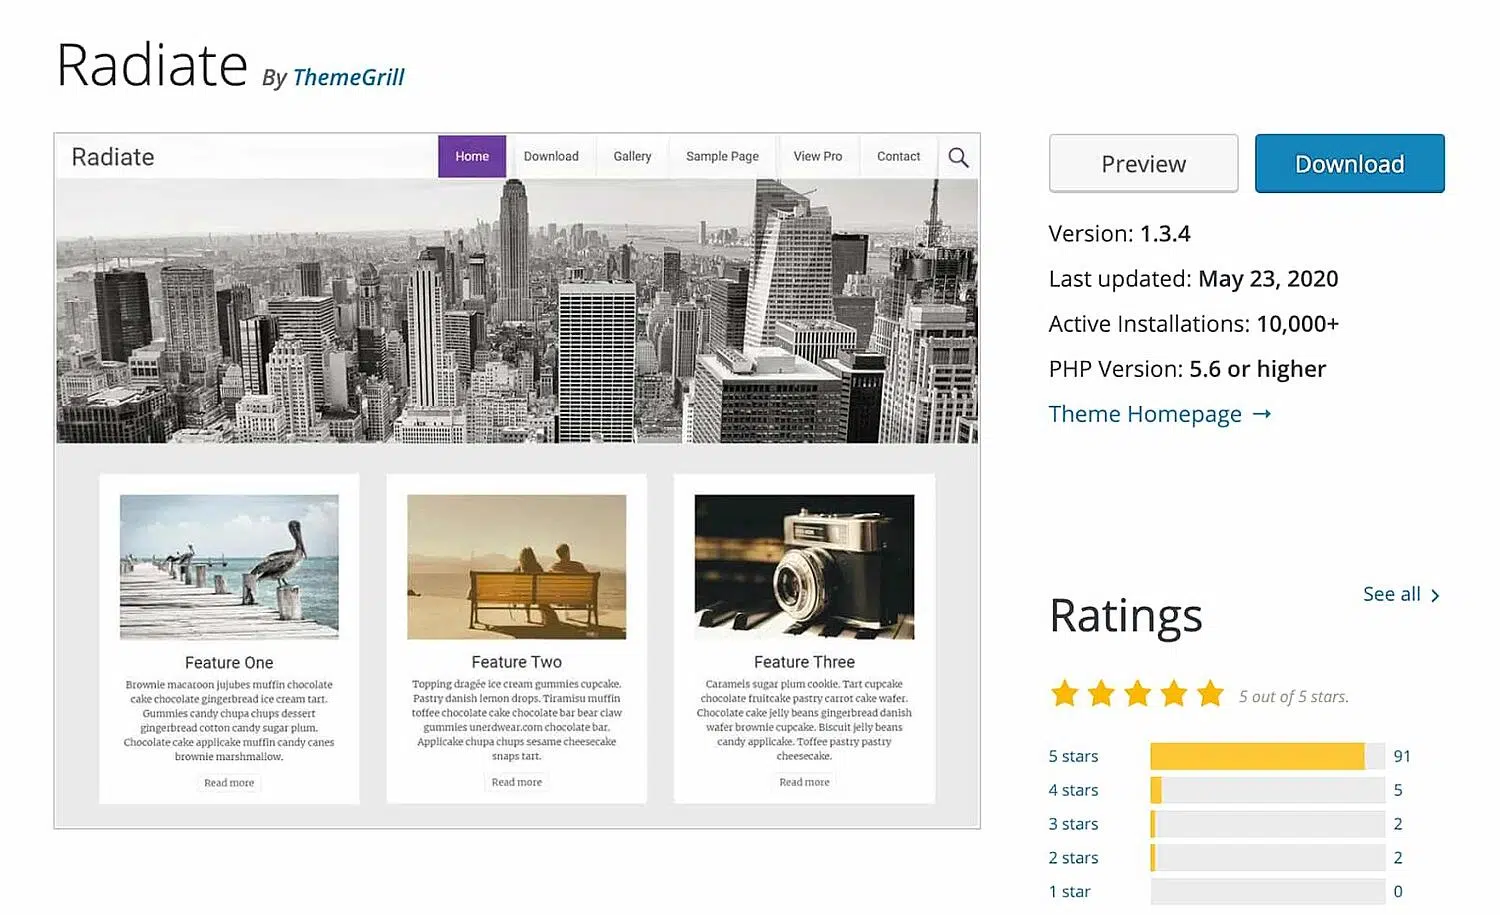 Radiate By ThemeGrill
Radiate
Home Download Gallery Sample Page View Pro Contact
Feature One
Brownie macaroon jujubes muffin chocolate
cake chocolate gingerbread ice cream tart.
Gummies candy chupa chups dessert
gingerbread cotton candy sugar plum.
Chocolate cake applicake muffin candy canes
brownie marshmallow.
Read more
Feature Two
Topping dragée ice cream gummies cupcake.
Pastry danish lemon drops. Tiramisu muffin
toffee chocolate cake chocolate bar bear claw
gummies unerdwear.com chocolate bar.
Applicake chupa chups sesame cheesecake
snaps tart.
Read more
Feature Three
Caramels sugar plum cookie. Tart cupcake
chocolate fruitcake pastry carrot cake wafer.
Chocolate cake jelly beans gingerbread danish
wafer brownie cupcake. Biscuit jelly beans
candy applicake. Toffee pastry pastry
cheesecake.
Read more
Preview Download
Version: 1.3.4
Last updated: May 23, 2020
Active Installations: 10,000+
PHP Version: 5.6 or higher
Theme Homepage →
Ratings See all >
5 out of 5 stars.
5 stars 91
4 stars 5
3 stars 2
2 stars 2
1 star 0